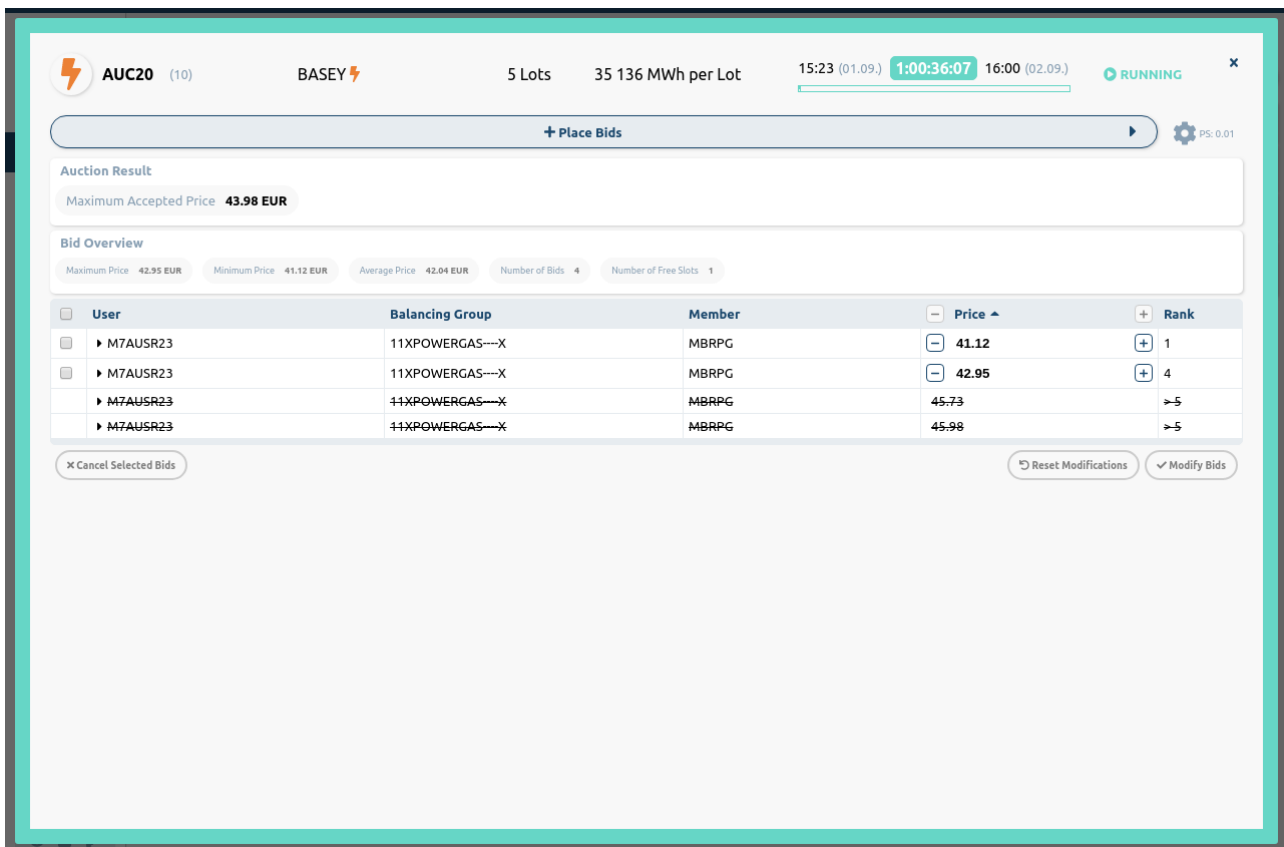 AUC20 (10) BASEY 5 Lots 35 136 MWh per Lot 15:23 (01.09.) 1:00:36:07 16:00 (02.09.) RUNNING x
+ Place Bids PS: 0.01
Auction Result
Maximum Accepted Price 43.98 EUR
Bid Overview
Maximum Price 42.95 EUR Minimum Price 41.12 EUR Average Price 42.04 EUR Number of Bids 4 Number of Free Slots 1
User Balancing Group Member − Price + Rank
M7AUSR23 11XPOWERGAS----X MBRPG − 41.12 + 1
M7AUSR23 11XPOWERGAS----X MBRPG − 42.95 + 4
M7AUSR23 11XPOWERGAS----X MBRPG 45.73 > 5
M7AUSR23 11XPOWERGAS----X MBRPG 45.98 > 5
x Cancel Selected Bids Reset Modifications Modify Bids